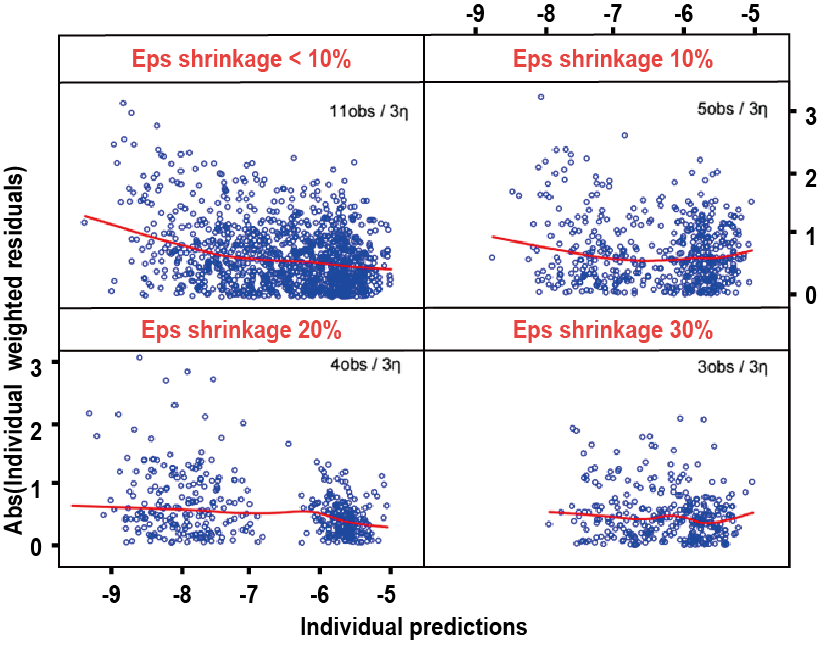 -9 -8 -7 -6 -5
Eps shrinkage < 10%
Eps shrinkage 10%
11obs / 3η
5obs / 3η
3
2
1
0
Eps shrinkage 20%
Eps shrinkage 30%
4obs / 3η
3obs / 3η
3
2
1
0
Abs(Individual weighted residuals)
-9 -8 -7 -6 -5
Individual predictions